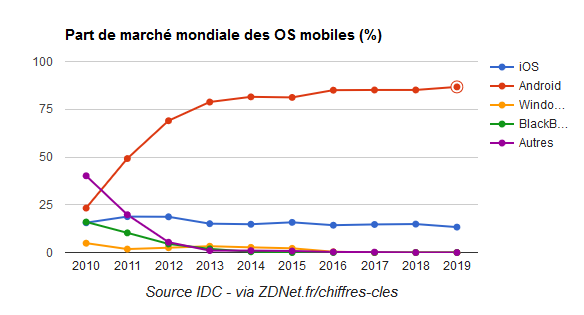 Part de marché mondiale des OS mobiles (%)
100
75
50
25
0
2010 2011 2012 2013 2014 2015 2016 2017 2018 2019
iOS
Android
Windo...
BlackB...
Autres
Source IDC - via ZDNet.fr/chiffres-cles